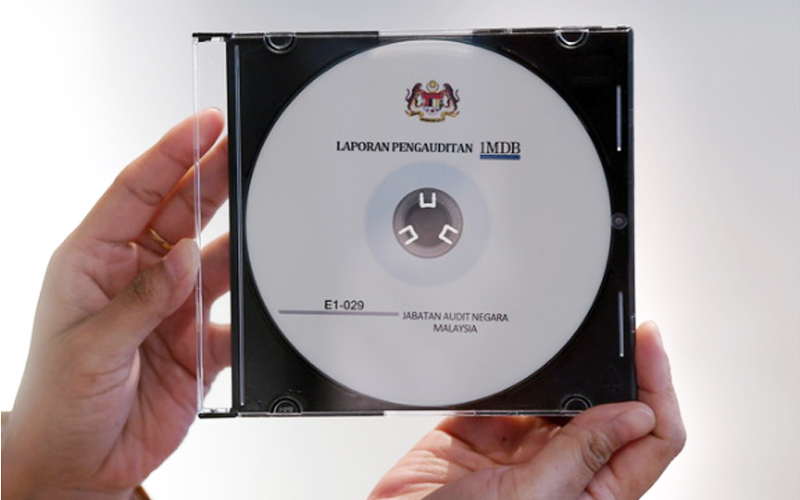 LAPORAN PENGAUDITAN 1MDB
E1-029
JABATAN AUDIT NEGARA
MALAYSIA